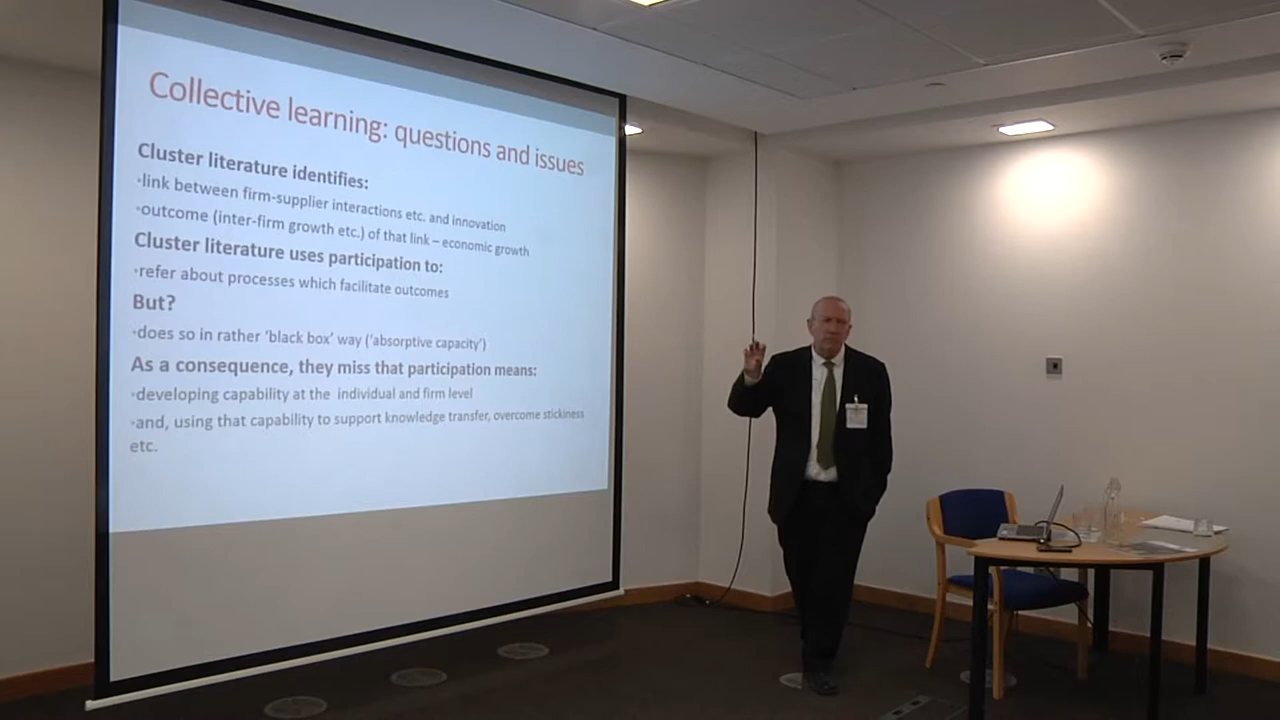 Collective learning: questions and issues
Cluster literature identifies:
•link between firm-supplier interactions etc. and innovation
•outcome (inter-firm growth etc.) of that link – economic growth
Cluster literature uses participation to:
•refer about processes which facilitate outcomes
But?
•does so in rather ‘black box’ way (‘absorptive capacity’)
As a consequence, they miss that participation means:
•developing capability at the individual and firm level
•and, using that capability to support knowledge transfer, overcome stickiness
etc.